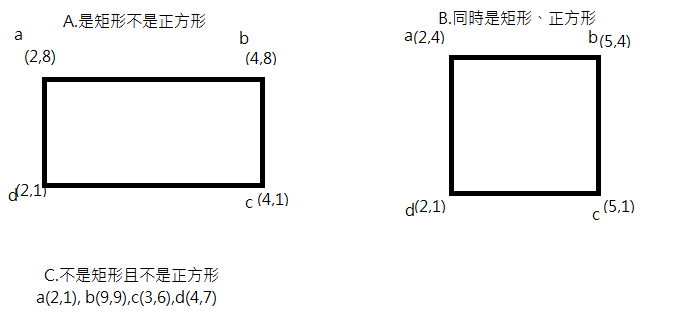 A.是矩形不是正方形
a
b
(2,8)
(4,8)
d(2,1)
c (4,1)
B.同時是矩形、正方形
a(2,4)
b(5,4)
d(2,1)
c (5,1)
C.不是矩形且不是正方形
a(2,1), b(9,9),c(3,6),d(4,7)